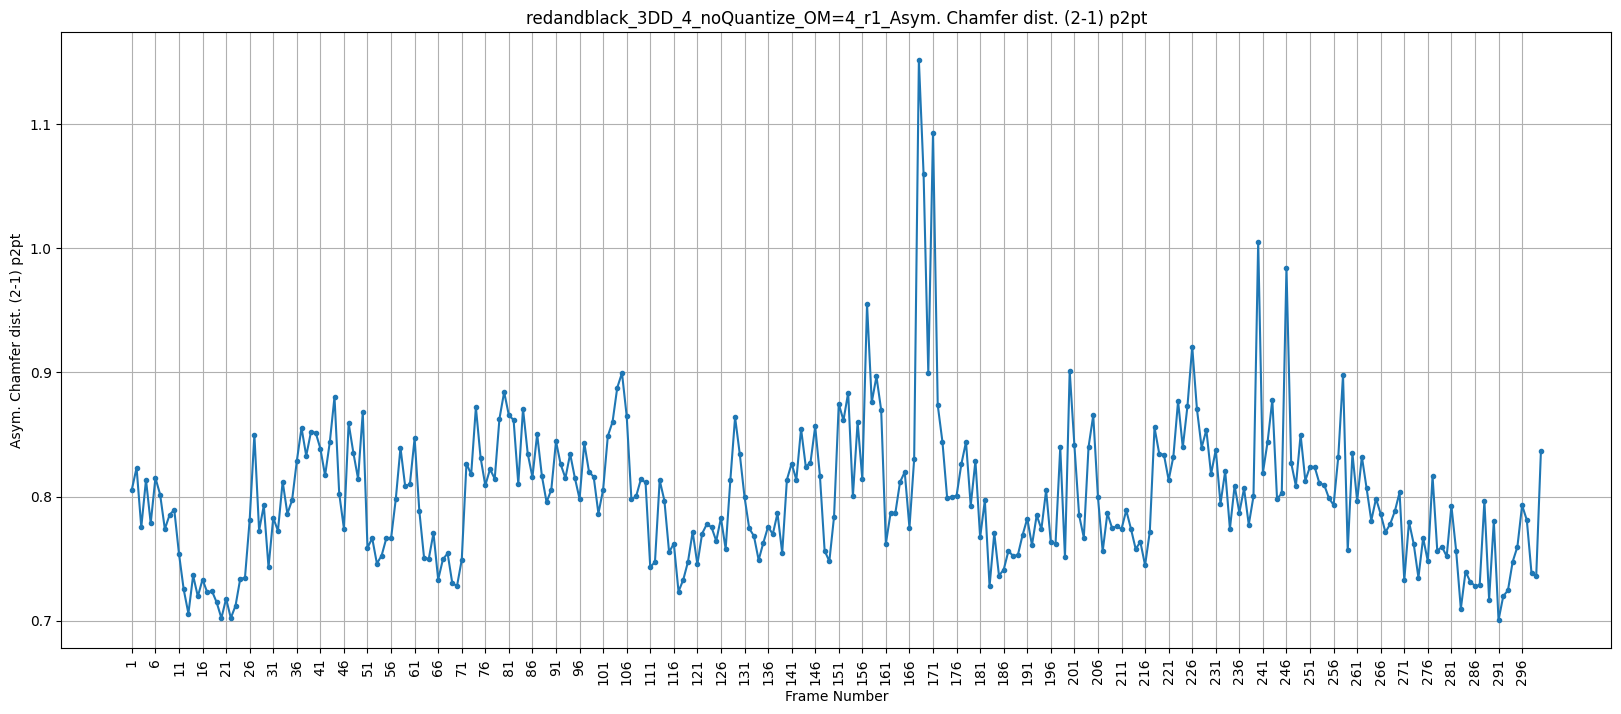 redandblack_3DD_4_noQuantize_OM=4_r1_Asym. Chamfer dist. (2-1) p2pt
Asym. Chamfer dist. (2-1) p2pt
1.1
1.0
0.9
0.8
0.7
1 6 11 16 21 26 31 36 41 46 51 56 61 66 71 76 81 86 91 96 101 106 111 116 121 126 131 136 141 146 151 156 161 166 171 176 181 186 191 196 201 206 211 216 221 226 231 236 241 246 251 256 261 266 271 276 281 286 291 296
Frame Number